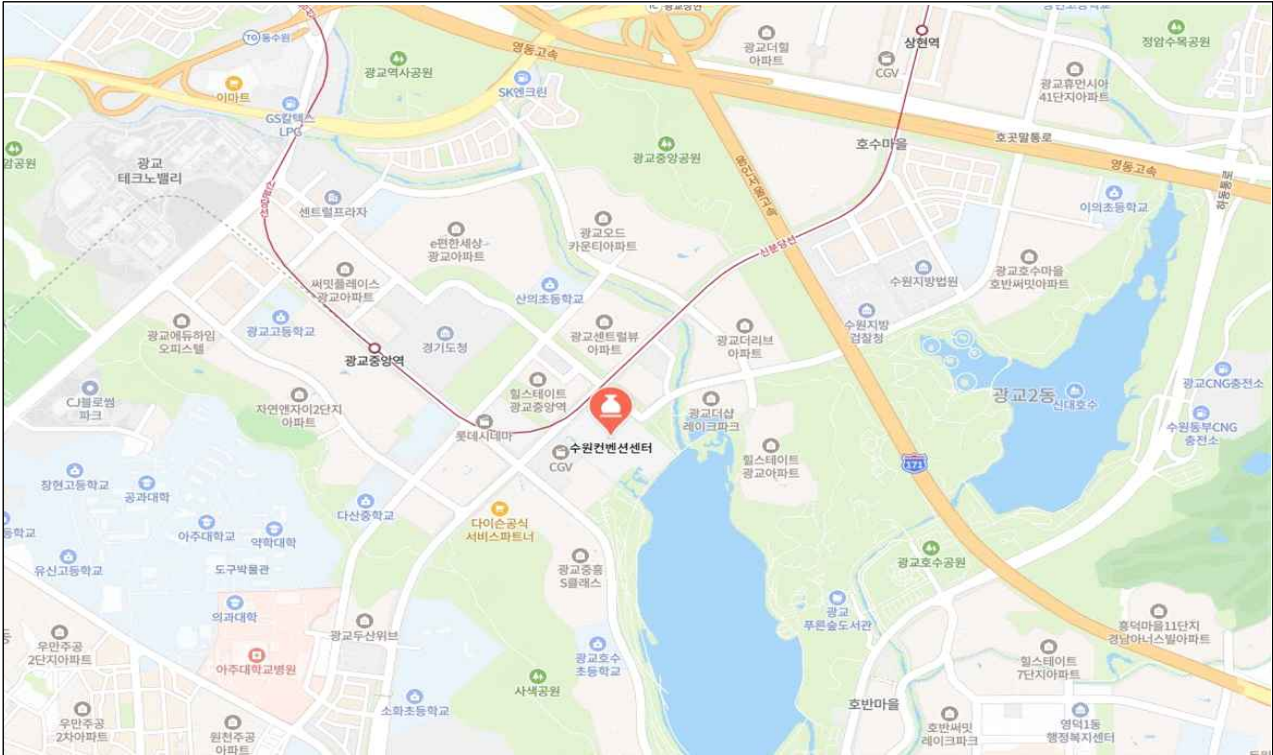 광교상현
영동고속
광교더힐
아파트
상현역
정암수목공원
TG 동수원
광교역사공원
CGV
이마트
SK엔크린
광교휴먼시아
41단지아파트
GS칼텍스
LPG
호수마을
호곳말통로
광교중앙공원
영동고속
광교
테크노밸리
용인서울고속
하동통로
신분당선
센트럴프라자
이의초등학교
e편한세상
광교아파트
광교오드
카운티아파트
신분당선
써밋플레이스
광교아파트
산의초등학교
수원지방법원
광교호수마을
호반써밋아파트
광교에듀하임
오피스텔
광교고등학교
경기도청
광교센트럴뷰
아파트
광교더리브
아파트
수원지방
검찰청
광교중앙역
광교CNG충전소
CJ블로썸
파크
자연앤자이2단지
아파트
힐스테이트
광교중앙역
광교더샵
레이크파크
광교2동
신대호수
롯데시네마
수원컨벤션센터
수원동부CNG
충전소
CGV
힐스테이트
광교아파트
171
창현고등학교
공과대학
다산중학교
다이슨공식
서비스파트너
아주대학교
약학대학
유신고등학교
도구박물관
광교중흥
S클래스
광교호수공원
의과대학
광교
푸른숲도서관
흥덕마을11단지
경남아너스빌아파트
우만주공
2단지아파트
광교두산위브
아주대학교병원
광교호수
초등학교
힐스테이트
7단지아파트
사색공원
소화초등학교
호반마을
우만주공
2차아파트
원천주공
아파트
호반써밋
레이크파크
영덕1동
행정복지센터